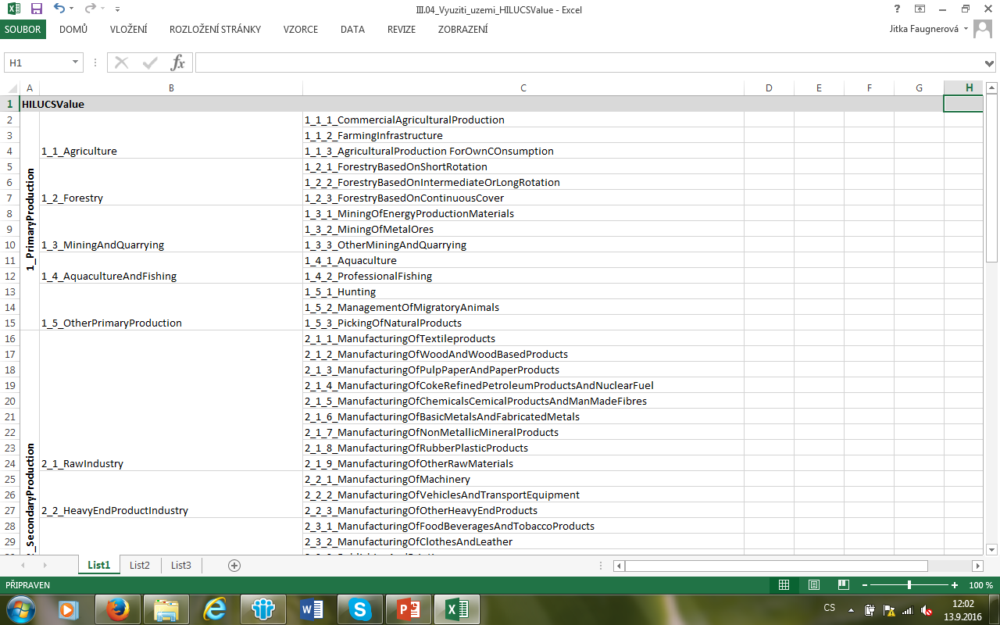 III.04_Vyuziti_uzemi_HILUCSValue - Excel
SOUBOR DOMŮ VLOŽENÍ ROZLOŽENÍ STRÁNKY VZORCE DATA REVIZE ZOBRAZENÍ Jitka Faugnerová
H1 fx
A B C D E F G H
1 HILUCSValue
1_PrimaryProduction
2 1_1_1_CommercialAgriculturalProduction
3 1_1_2_FarmingInfrastructure
4 1_1_Agriculture 1_1_3_AgriculturalProduction ForOwnCOnsumption
5 1_2_1_ForestryBasedOnShortRotation
6 1_2_2_ForestryBasedOnIntermediateOrLongRotation
7 1_2_Forestry 1_2_3_ForestryBasedOnContinuousCover
8 1_3_1_MiningOfEnergyProductionMaterials
9 1_3_2_MiningOfMetalOres
10 1_3_MiningAndQuarrying 1_3_3_OtherMiningAndQuarrying
11 1_4_1_Aquaculture
12 1_4_AquacultureAndFishing 1_4_2_ProfessionalFishing
13 1_5_1_Hunting
14 1_5_2_ManagementOfMigratoryAnimals
15 1_5_OtherPrimaryProduction 1_5_3_PickingOfNaturalProducts
_SecondaryProduction
16 2_1_1_ManufacturingOfTextileproducts
17 2_1_2_ManufacturingOfWoodAndWoodBasedProducts
18 2_1_3_ManufacturingOfPulpPaperAndPaperProducts
19 2_1_4_ManufacturingOfCokeRefinedPetroleumProductsAndNuclearFuel
20 2_1_5_ManufacturingOfChemicalsCemicalProductsAndManMadeFibres
21 2_1_6_ManufacturingOfBasicMetalsAndFabricatedMetals
22 2_1_7_ManufacturingOfNonMetallicMineralProducts
23 2_1_8_ManufacturingOfRubberPlasticProducts
24 2_1_RawIndustry 2_1_9_ManufacturingOfOtherRawMaterials
25 2_2_1_ManufacturingOfMachinery
26 2_2_2_ManufacturingOfVehiclesAndTransportEquipment
27 2_2_HeavyEndProductIndustry 2_2_3_ManufacturingOfOtherHeavyEndProducts
28 2_3_1_ManufacturingOfFoodBeveragesAndTobaccoProducts
29 2_3_2_ManufacturingOfClothesAndLeather
List1 List2 List3
PŘIPRAVEN 100 %
CS 12:02
13.9.2016